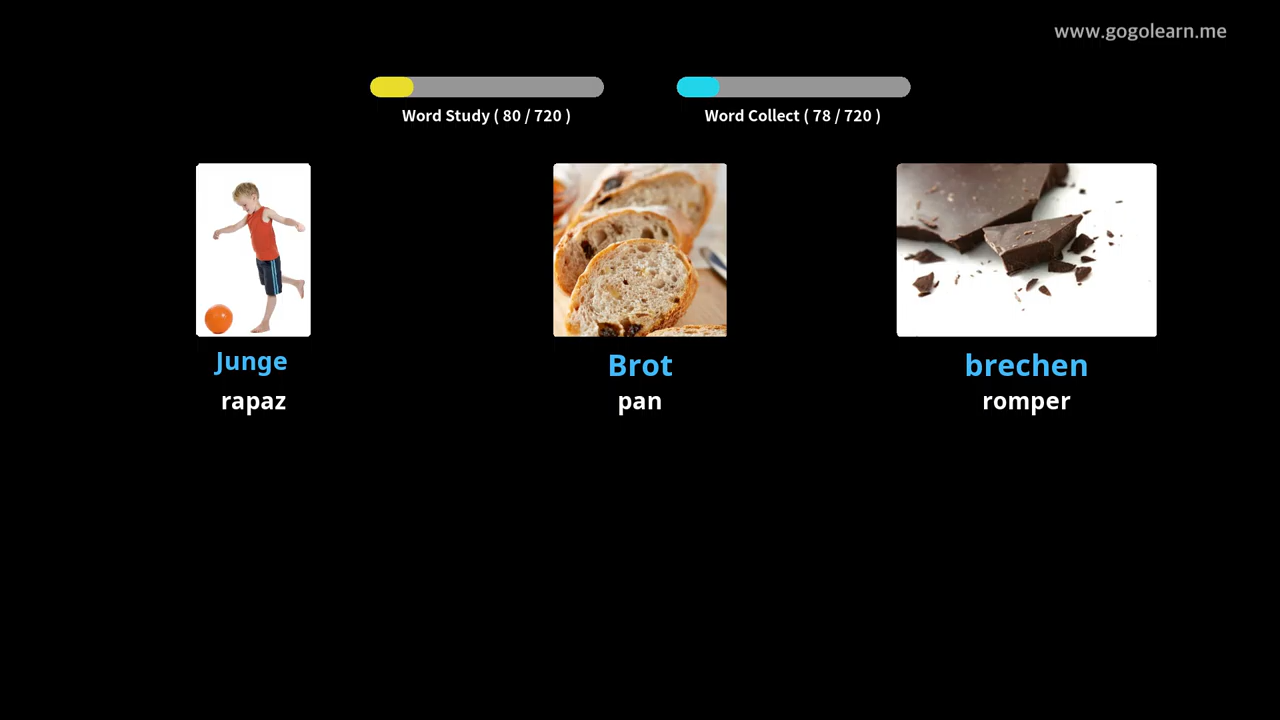 www.gogolearn.me
Word Study ( 80 / 720 )
Word Collect ( 78 / 720 )
Junge
rapaz
Brot
pan
brechen
romper